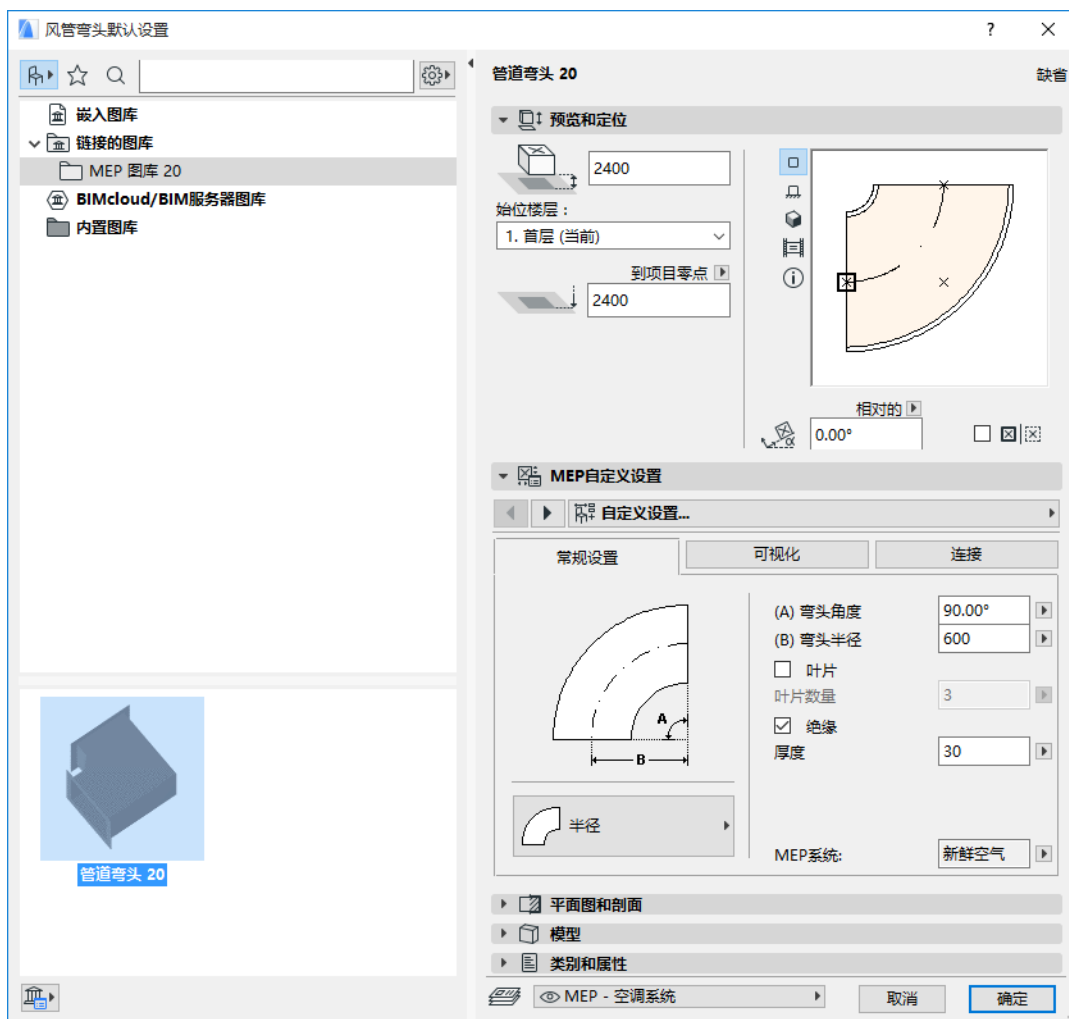 风管弯头默认设置
?
嵌入图库
链接的图库
MEP 图库 20
BIMcloud/BIM服务器图库
内置图库
管道弯头 20
管道弯头 20
缺省
预览和定位
2400
始位楼层：
1. 首层 (当前)
到项目零点
2400
相对的
α
0.00°
MEP自定义设置
自定义设置...
常规设置
可视化
连接
A
B
半径
(A) 弯头角度
90.00°
(B) 弯头半径
600
叶片
叶片数量
3
绝缘
厚度
30
MEP系统:
新鲜空气
平面图和剖面
模型
类别和属性
MEP - 空调系统
取消
确定